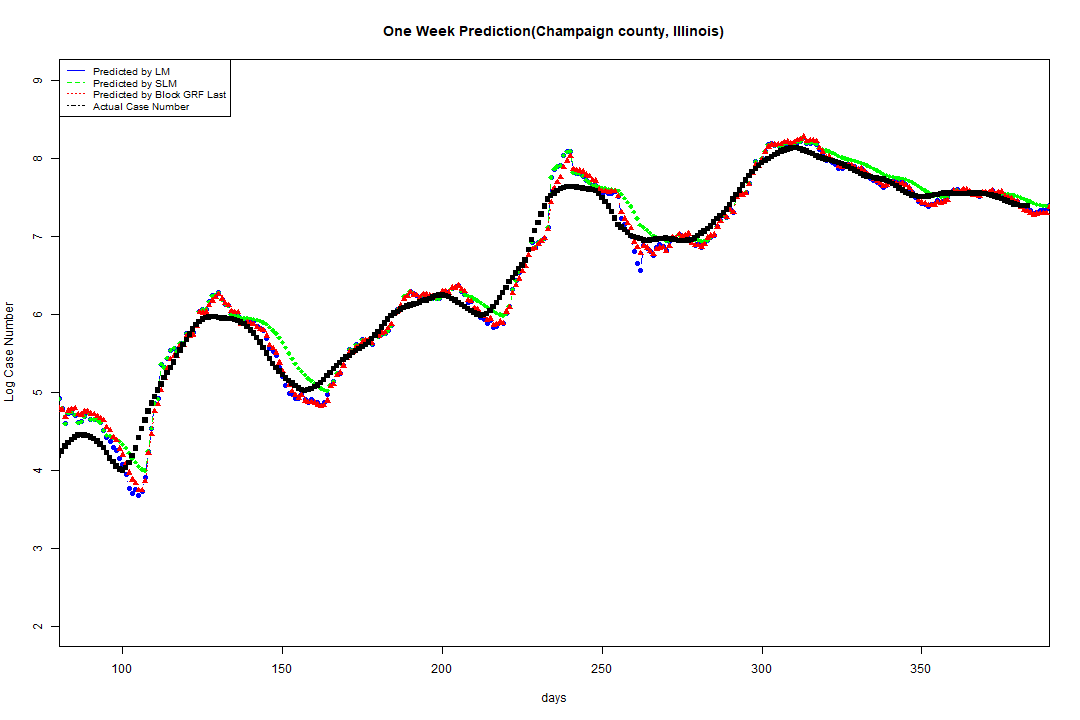 One Week Prediction(Champaign county, Illinois)
Predicted by LM
Predicted by SLM
Predicted by Block GRF Last
Actual Case Number
Log Case Number
9
8
7
6
5
4
3
2
100 150 200 250 300 350
days